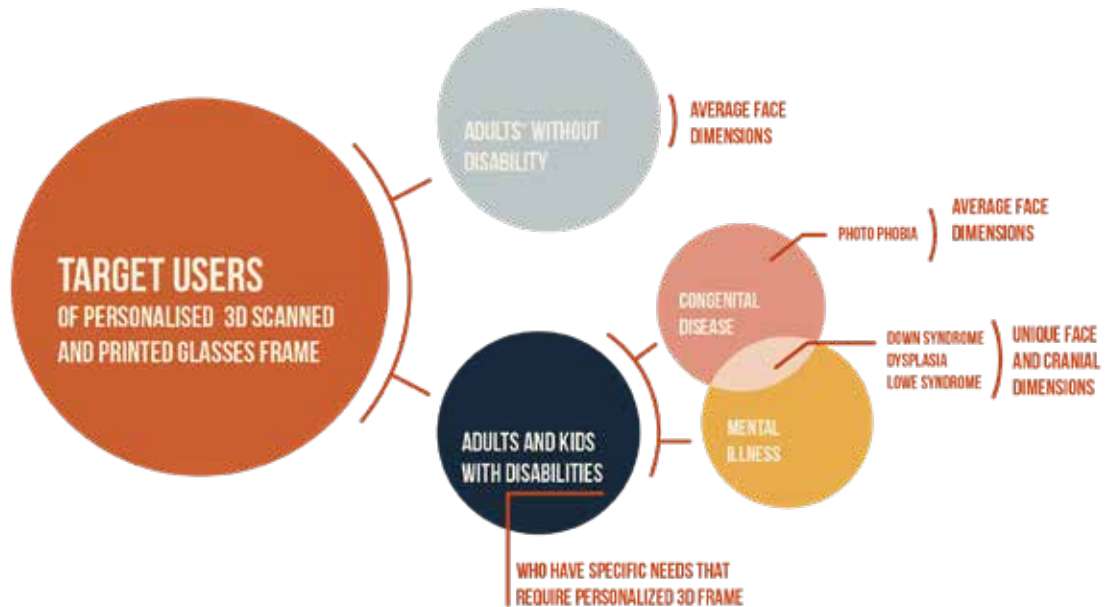 TARGET USERS
OF PERSONALISED 3D SCANNED
AND PRINTED GLASSES FRAME
ADULTS' WITHOUT
DISABILITY
AVERAGE FACE
DIMENSIONS
ADULTS AND KIDS
WITH DISABILITIES
WHO HAVE SPECIFIC NEEDS THAT
REQUIRE PERSONALIZED 3D FRAME
CONGENITAL
DISEASE
PHOTO PHOBIA
AVERAGE FACE
DIMENSIONS
MENTAL
ILLNESS
DOWN SYNDROME
DYSPLASIA
LOWE SYNDROME
UNIQUE FACE
AND CRANIAL
DIMENSIONS